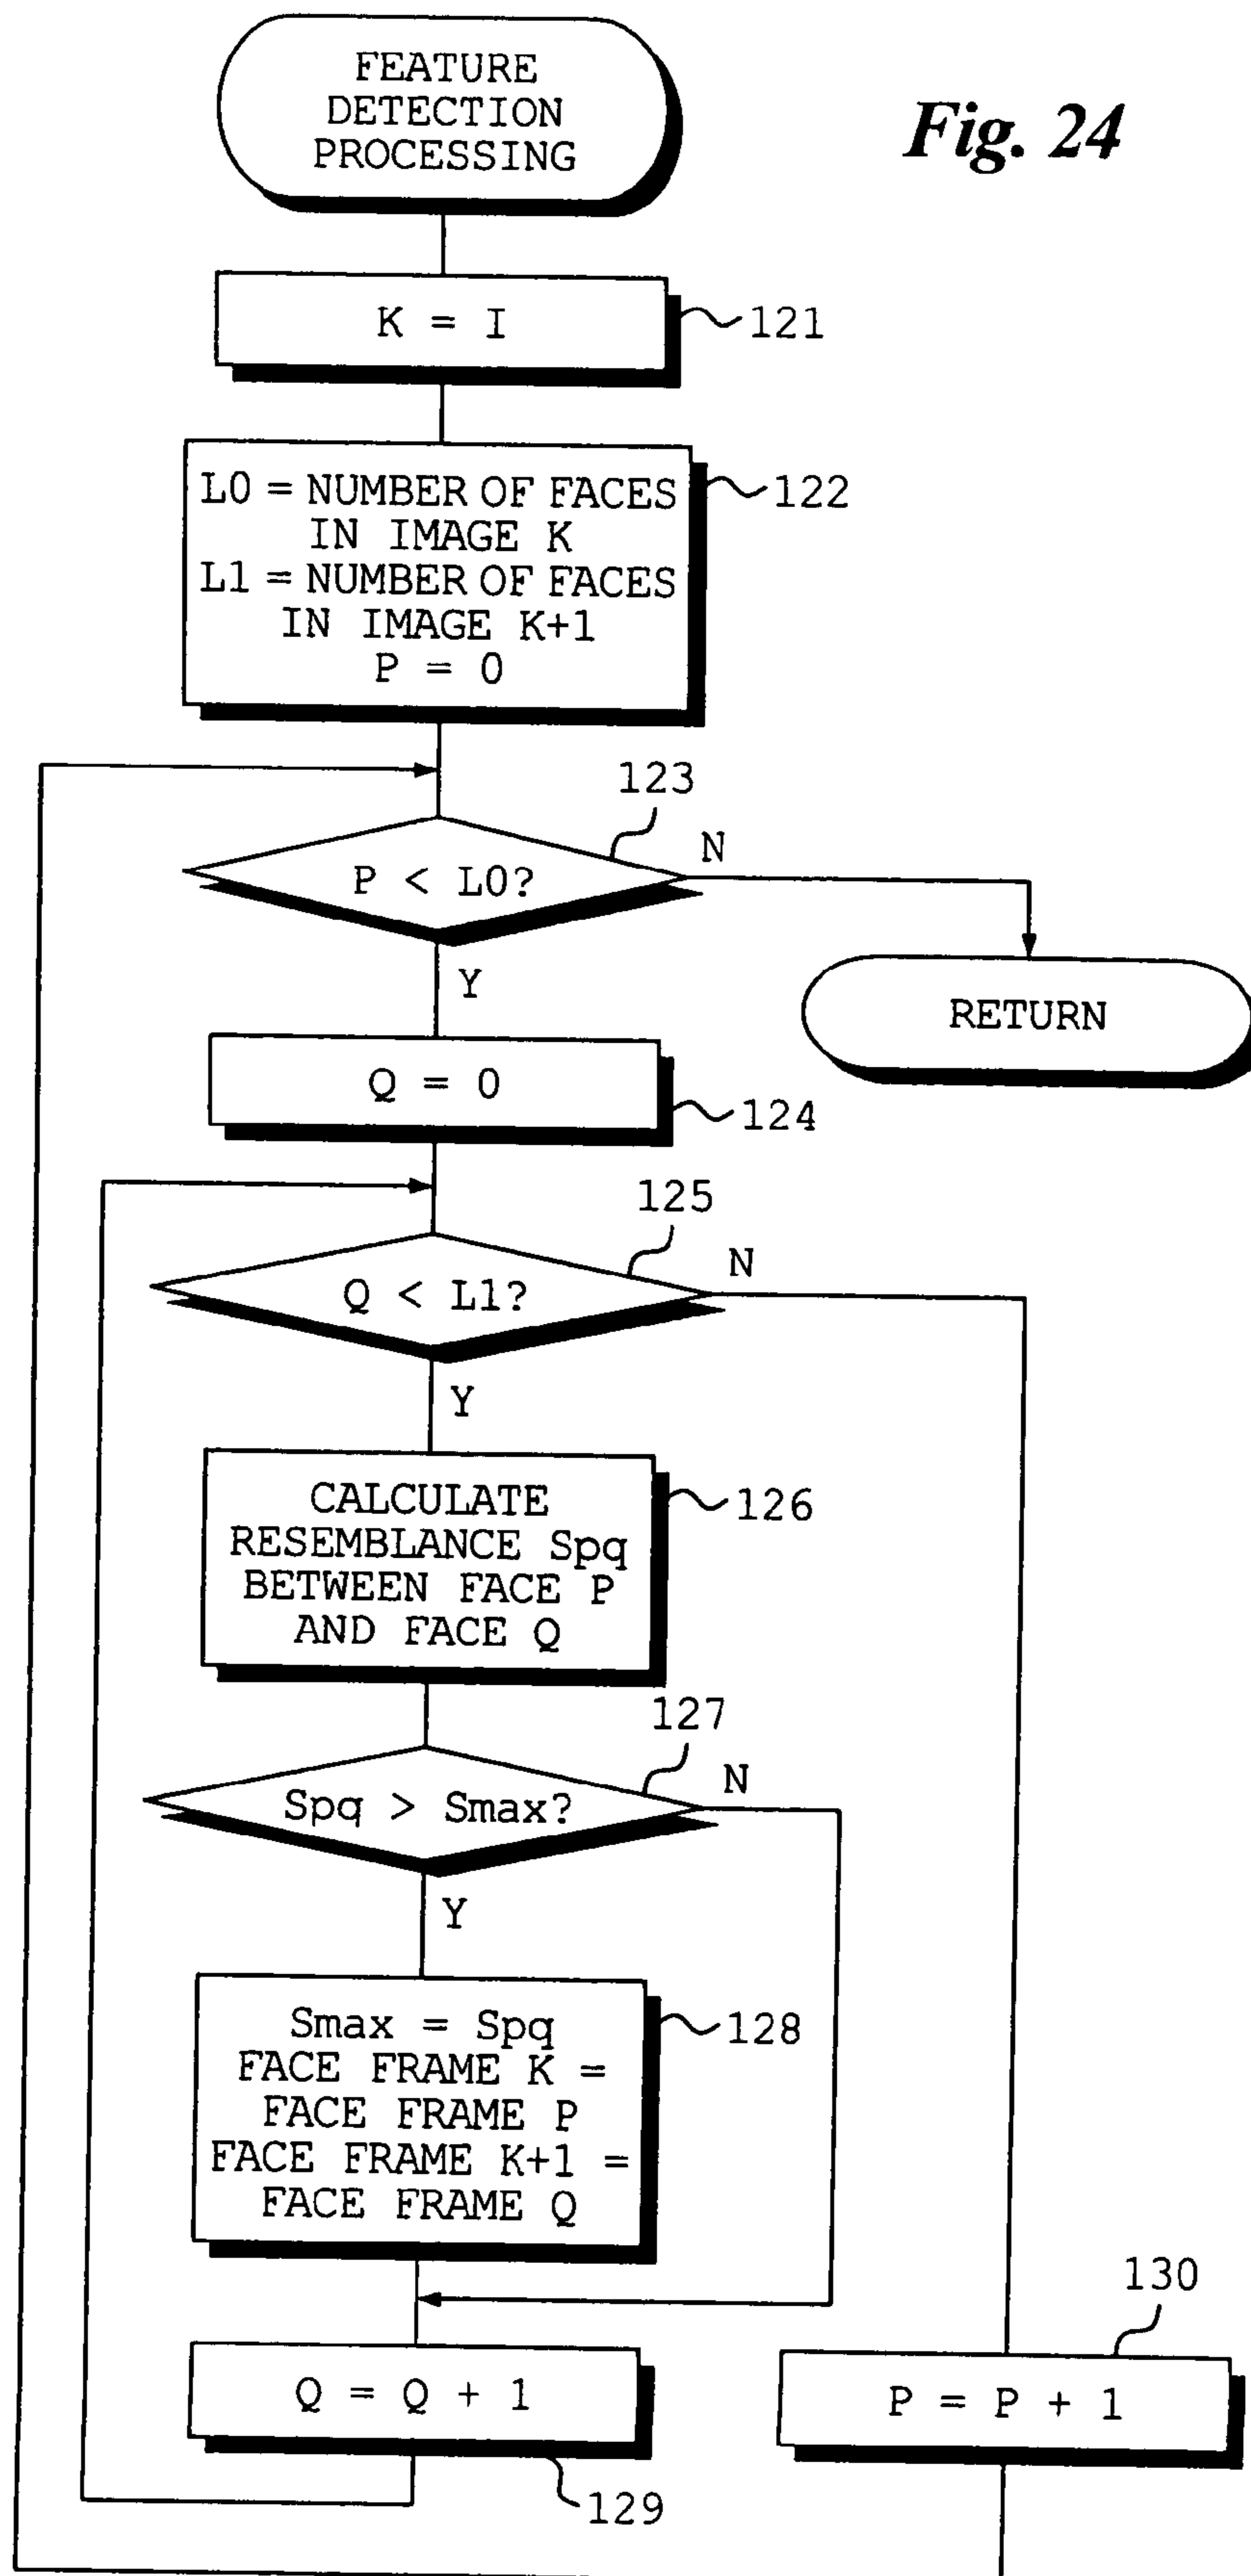 FEATURE
DETECTION
PROCESSING
Fig. 24
K = I
121
L0 = NUMBER OF FACES
IN IMAGE K
L1 = NUMBER OF FACES
IN IMAGE K+1
P = 0
122
123
P < L0?
N
Y
RETURN
Q = 0
124
125
Q < L1?
N
Y
CALCULATE
RESEMBLANCE Spq
BETWEEN FACE P
AND FACE Q
126
127
Spq > Smax?
N
Y
Smax = Spq
FACE FRAME K =
FACE FRAME P
FACE FRAME K+1 =
FACE FRAME Q
128
130
Q = Q + 1
P = P + 1
129